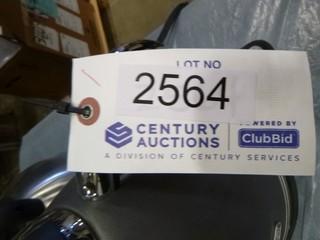 LOT NO
2564
CENTURY
AUCTIONS
POWERED BY
ClubBid
A DIVISION OF CENTURY SERVICES